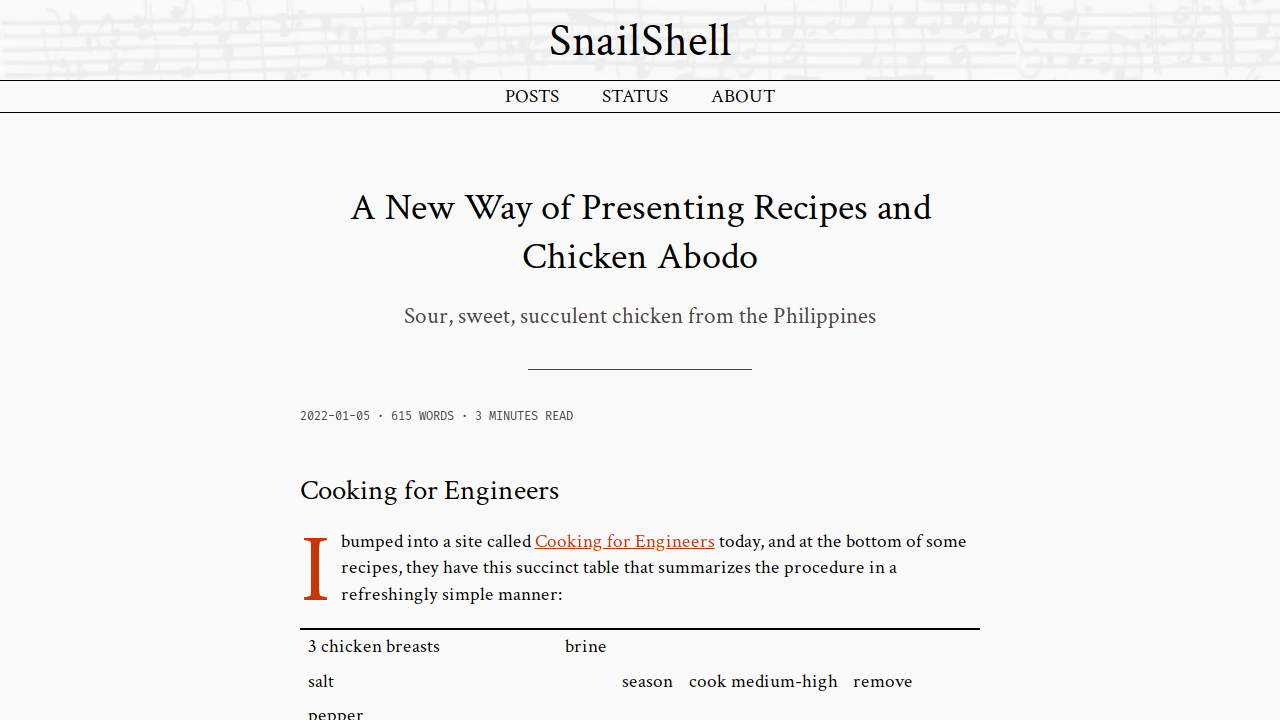 SnailShell
POSTS STATUS ABOUT
A New Way of Presenting Recipes and
Chicken Abodo
Sour, sweet, succulent chicken from the Philippines
2022-01-05 · 615 WORDS · 3 MINUTES READ
Cooking for Engineers
I bumped into a site called Cooking for Engineers today, and at the bottom of some
recipes, they have this succinct table that summarizes the procedure in a
refreshingly simple manner:
3 chicken breasts brine
salt season cook medium-high remove
pepper